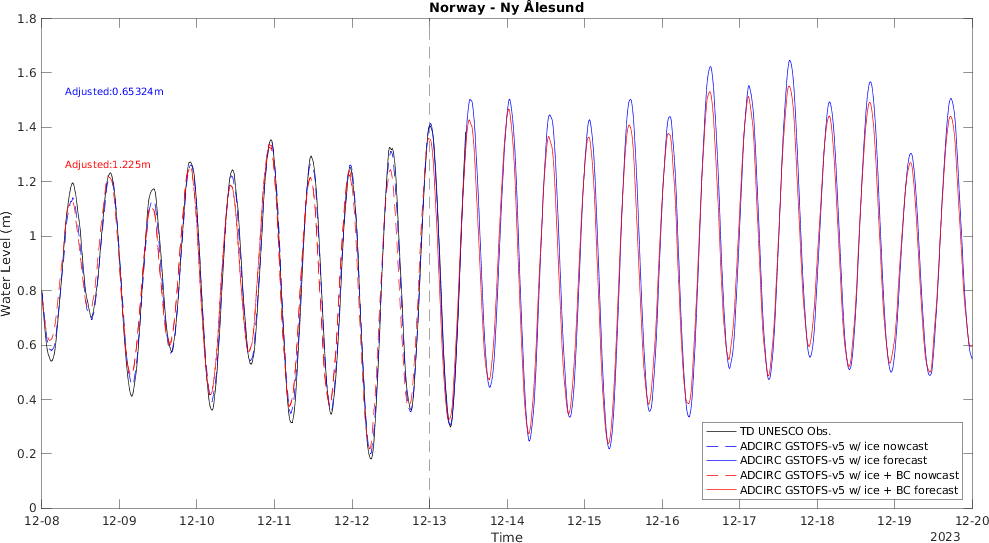 Norway - Ny Ålesund
1.8
1.6
1.4
1.2
1
0.8
0.6
0.4
0.2
0
Water Level (m)
Adjusted:0.65324m
Adjusted:1.225m
TD UNESCO Obs.
ADCIRC GSTOFS-v5 w/ ice nowcast
ADCIRC GSTOFS-v5 w/ ice forecast
ADCIRC GSTOFS-v5 w/ ice + BC nowcast
ADCIRC GSTOFS-v5 w/ ice + BC forecast
12-08 12-09 12-10 12-11 12-12 12-13 12-14 12-15 12-16 12-17 12-18 12-19 12-20
Time
2023